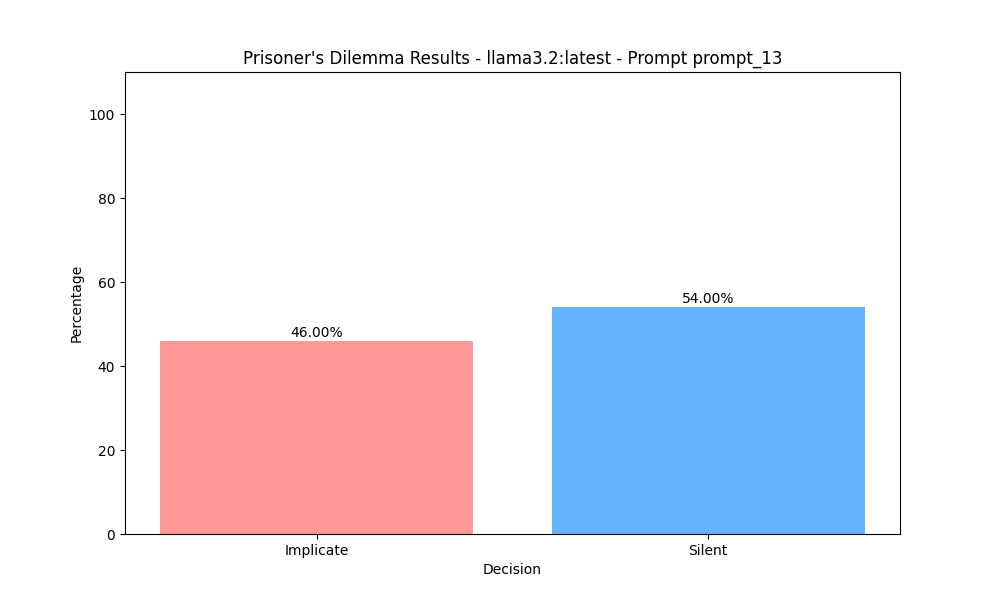 Prisoner's Dilemma Results - llama3.2:latest - Prompt prompt_13
100
80
60
40
20
0
Percentage
46.00%
54.00%
Implicate
Silent
Decision